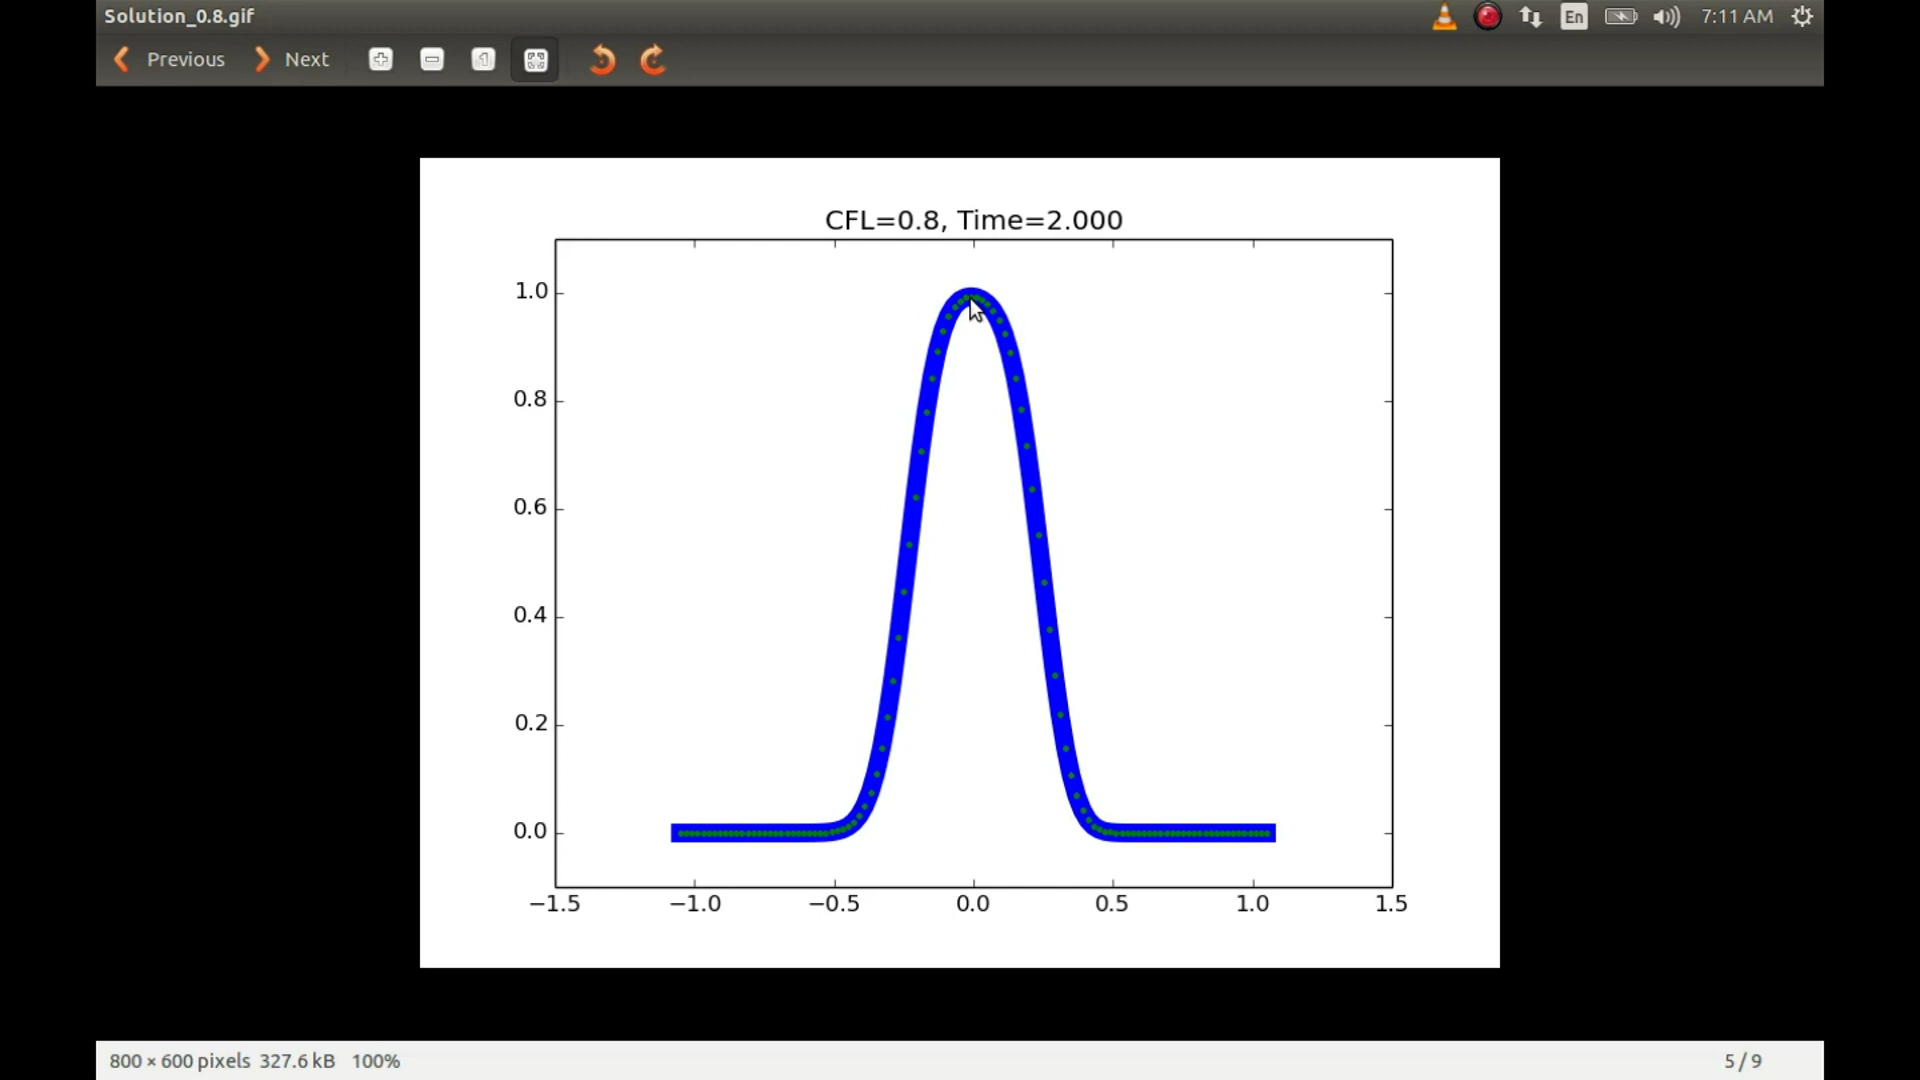 Solution_0.8.gif
En
7:11 AM
Previous
Next
1
CFL=0.8, Time=2.000
1.0
0.8
0.6
0.4
0.2
0.0
−1.5 −1.0 −0.5 0.0 0.5 1.0 1.5
800 × 600 pixels 327.6 kB 100%
5 / 9